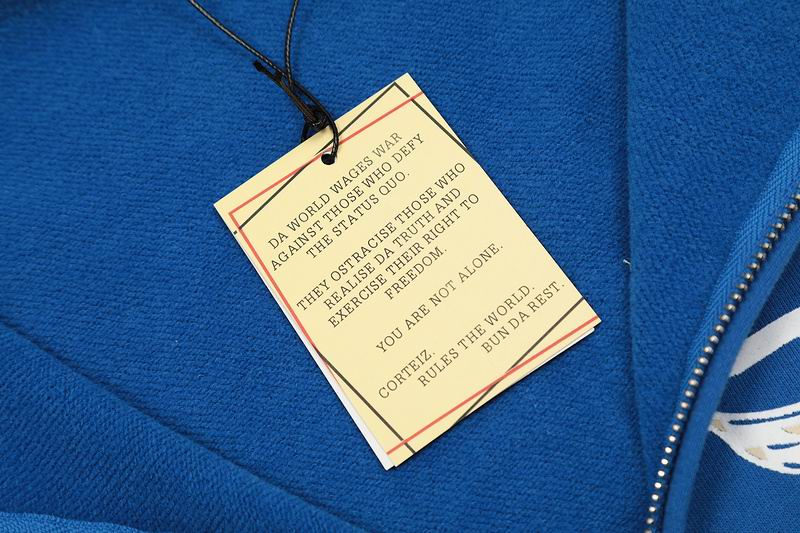 DA WORLD WAGES WAR
AGAINST THOSE WHO DEFY
THE STATUS QUO.
THEY OSTRACISE THOSE WHO
REALISE DA TRUTH AND
EXERCISE THEIR RIGHT TO
FREEDOM.
YOU ARE NOT ALONE.
CORTEIZ.
RULES THE WORLD.
BUN DA REST.